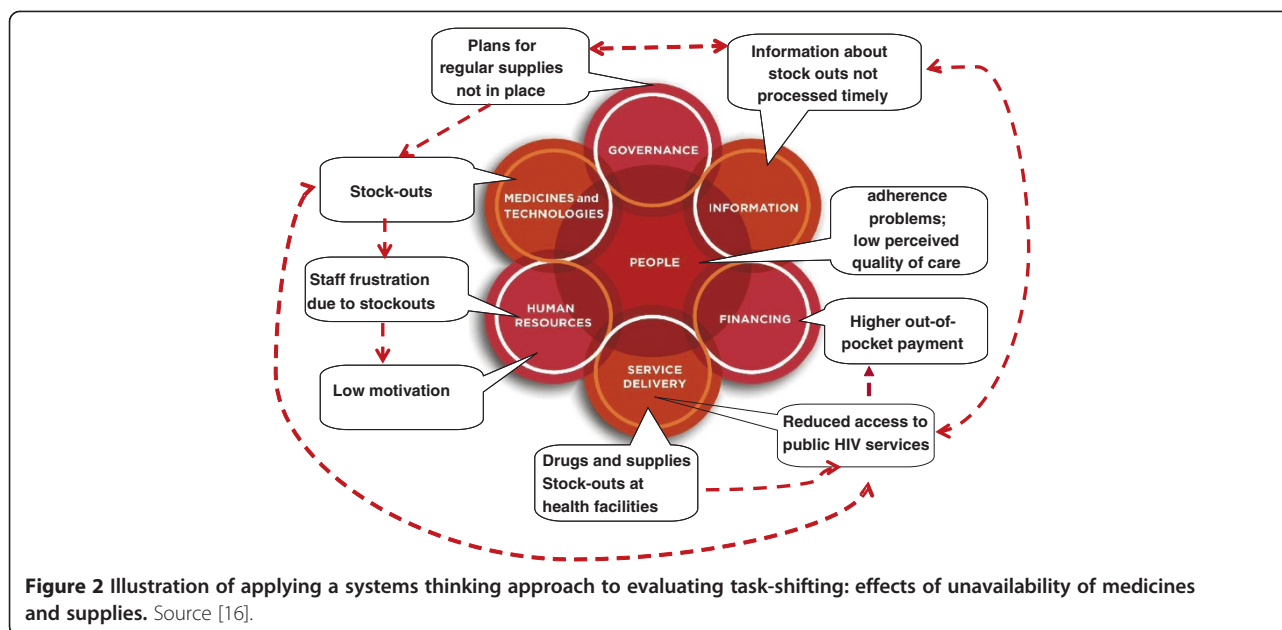 Plans for
regular supplies
not in place
Information about
stock outs not
processed timely
GOVERNANCE
Stock-outs
MEDICINES and
TECHNOLOGIES
INFORMATION
adherence
problems;
low perceived
quality of care
PEOPLE
Staff frustration
due to stockouts
HUMAN
RESOURCES
FINANCING
Higher out-of-
pocket payment
SERVICE
DELIVERY
Low motivation
Reduced access to
public HIV services
Drugs and supplies
Stock-outs at
health facilities
Figure 2 Illustration of applying a systems thinking approach to evaluating task-shifting: effects of unavailability of medicines
and supplies. Source [16].